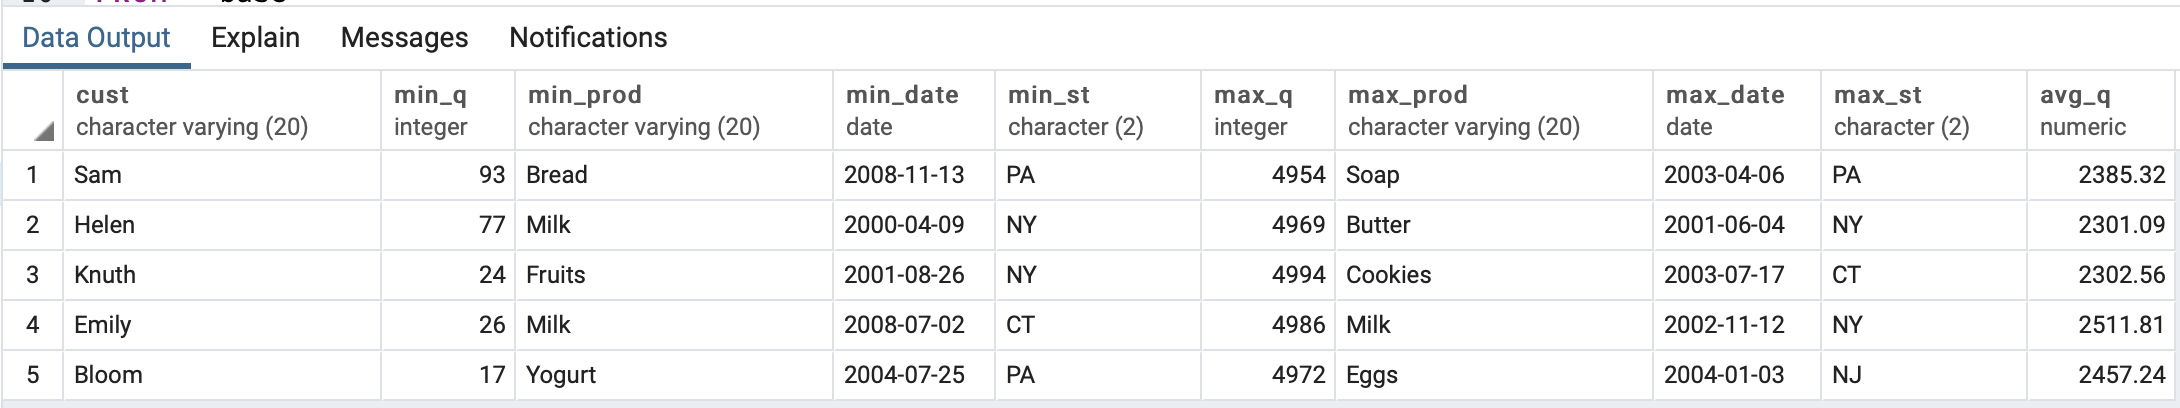 Data Output Explain Messages Notifications
cust min_q min_prod min_date min_st max_q max_prod max_date max_st avg_q
character varying (20) integer character varying (20) date character (2) integer character varying (20) date character (2) numeric
1 Sam 93 Bread 2008-11-13 PA 4954 Soap 2003-04-06 PA 2385.32
2 Helen 77 Milk 2000-04-09 NY 4969 Butter 2001-06-04 NY 2301.09
3 Knuth 24 Fruits 2001-08-26 NY 4994 Cookies 2003-07-17 CT 2302.56
4 Emily 26 Milk 2008-07-02 CT 4986 Milk 2002-11-12 NY 2511.81
5 Bloom 17 Yogurt 2004-07-25 PA 4972 Eggs 2004-01-03 NJ 2457.24